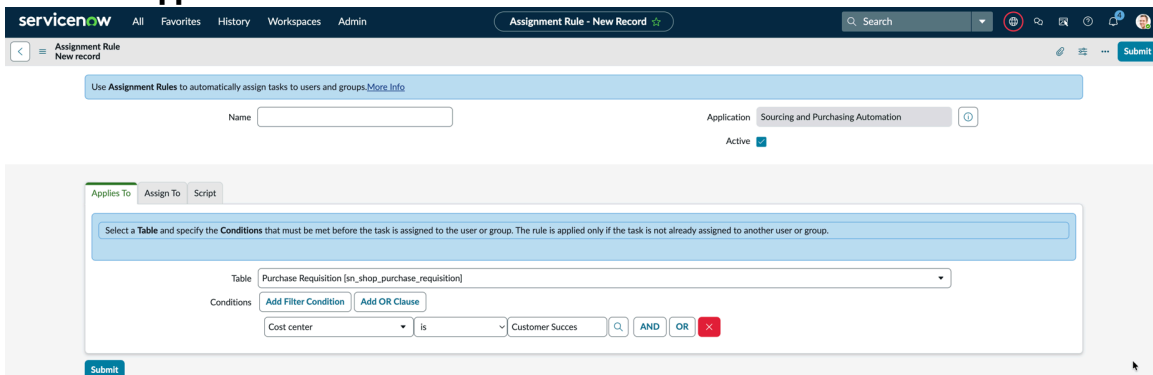 servicenow All Favorites History Workspaces Admin Assignment Rule - New Record Search 4
Assignment Rule
New record
Submit
Use Assignment Rules to automatically assign tasks to users and groups.More Info
Name Application Sourcing and Purchasing Automation
Active
Applies To Assign To Script
Select a Table and specify the Conditions that must be met before the task is assigned to the user or group. The rule is applied only if the task is not already assigned to another user or group.
Table Purchase Requisition [sn_shop_purchase_requisition]
Conditions Add Filter Condition Add OR Clause
Cost center is Customer Succes AND OR
Submit